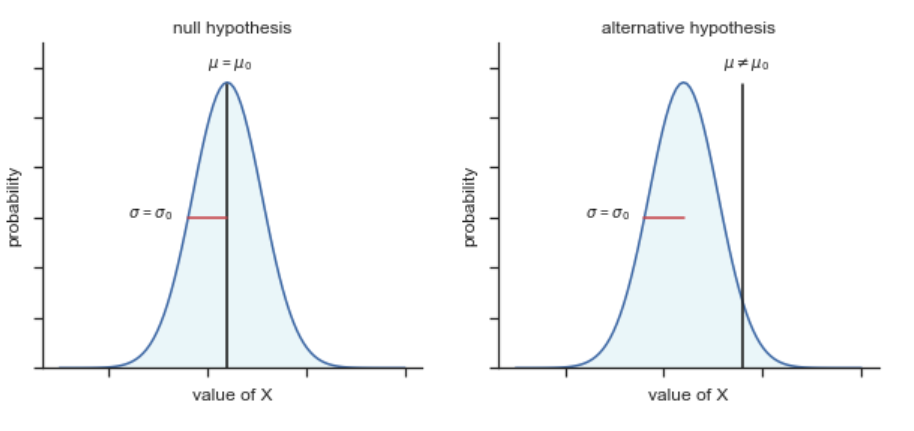 null hypothesis
μ = μ₀
σ = σ₀
probability
value of X
alternative hypothesis
μ ≠ μ₀
σ = σ₀
probability
value of X